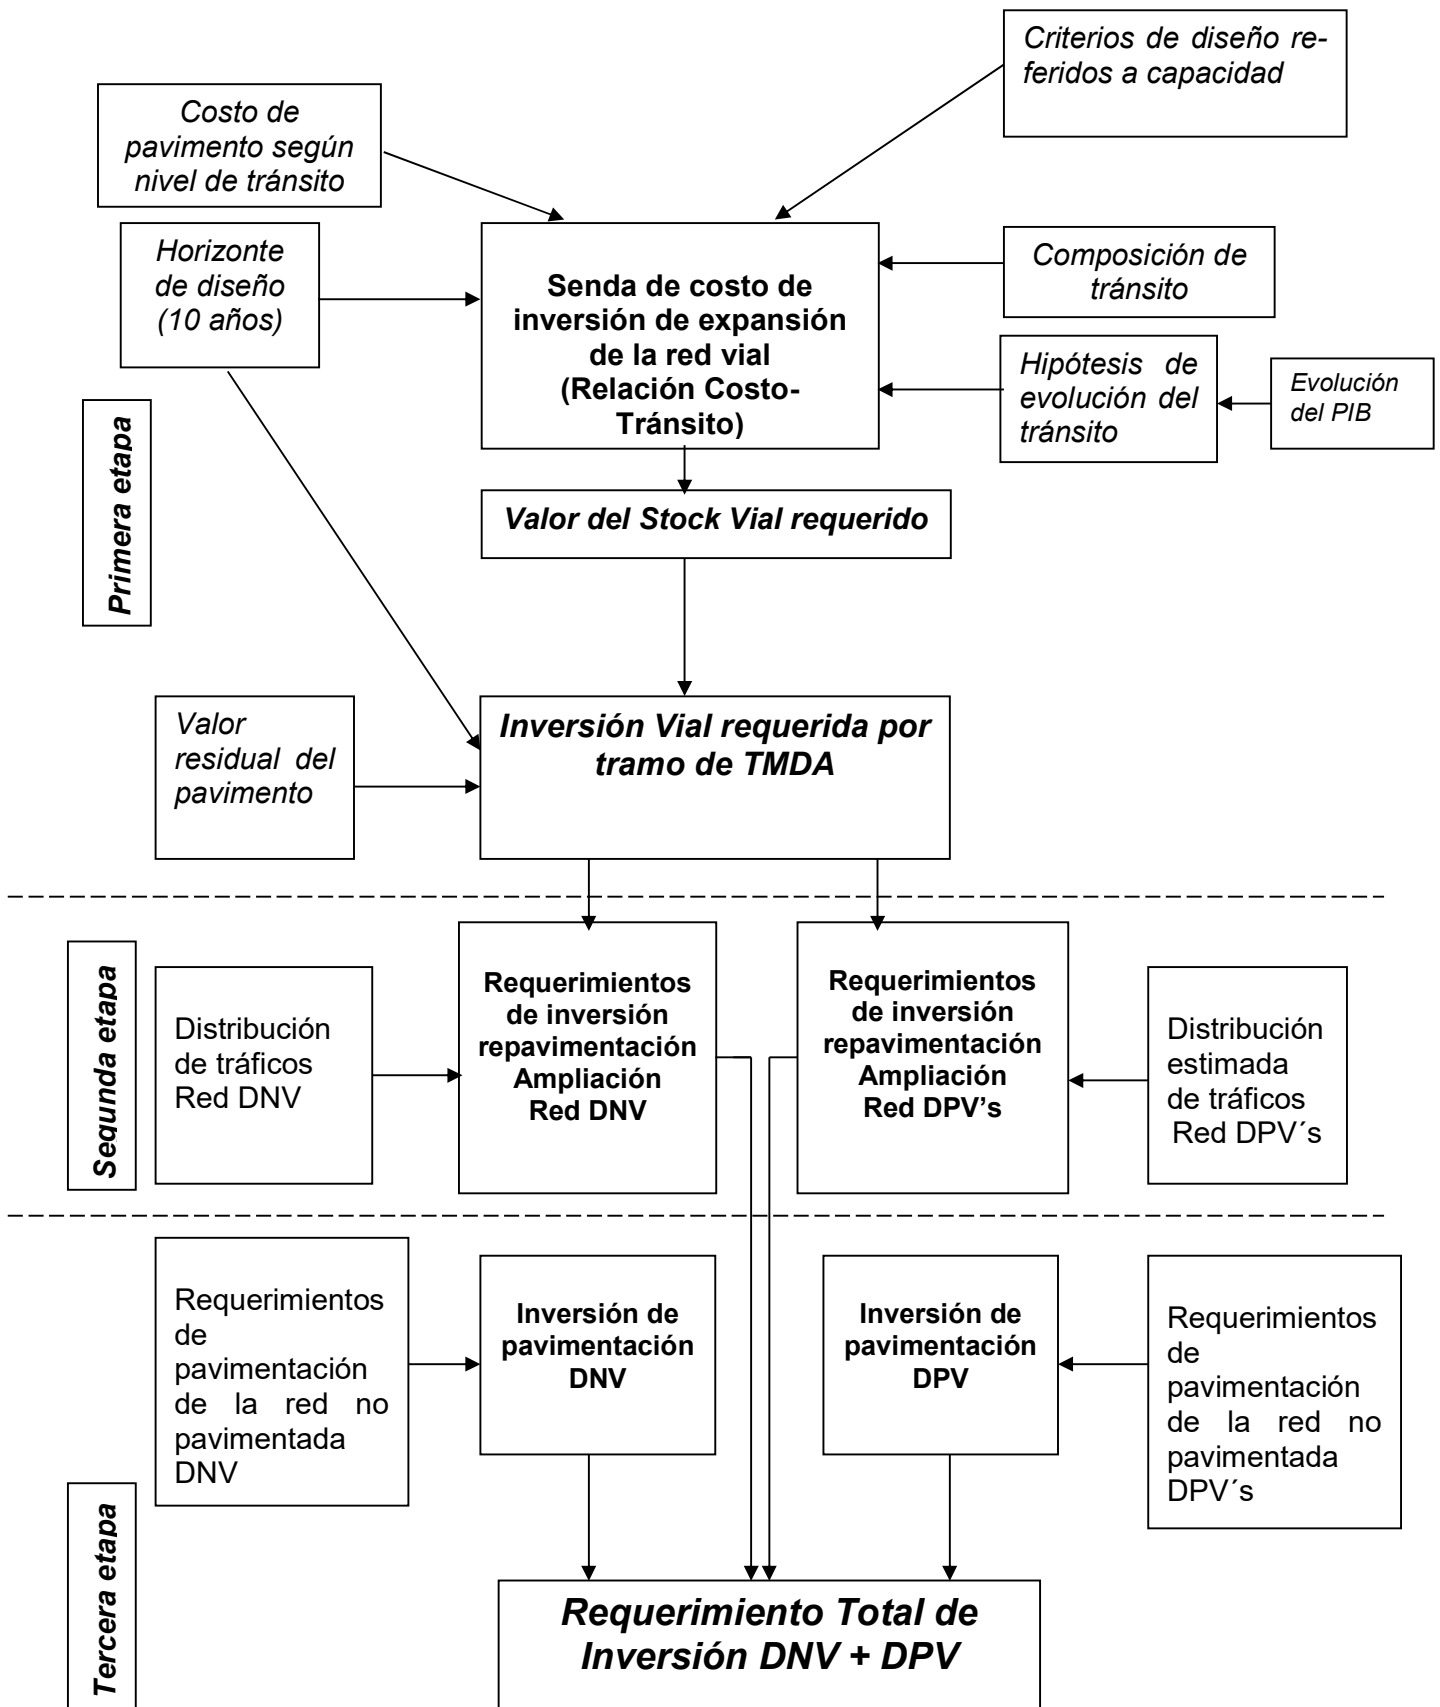 Criterios de diseño re-
feridos a capacidad
Costo de
pavimento según
nivel de tránsito
Horizonte
de diseño
(10 años)
Senda de costo de
inversión de expansión
de la red vial
(Relación Costo-
Tránsito)
Composición de
tránsito
Hipótesis de
evolución del
tránsito
Evolución
del PIB
Primera etapa
Valor del Stock Vial requerido
Valor
residual del
pavimento
Inversión Vial requerida por
tramo de TMDA
Segunda etapa
Distribución
de tráficos
Red DNV
Requerimientos
de inversión
repavimentación
Ampliación
Red DNV
Requerimientos
de inversión
repavimentación
Ampliación
Red DPV’s
Distribución
estimada
de tráficos
Red DPV´s
Tercera etapa
Requerimientos
de
pavimentación
de la red no
pavimentada
DNV
Inversión de
pavimentación
DNV
Inversión de
pavimentación
DPV
Requerimientos
de
pavimentación
de la red no
pavimentada
DPV´s
Requerimiento Total de
Inversión DNV + DPV